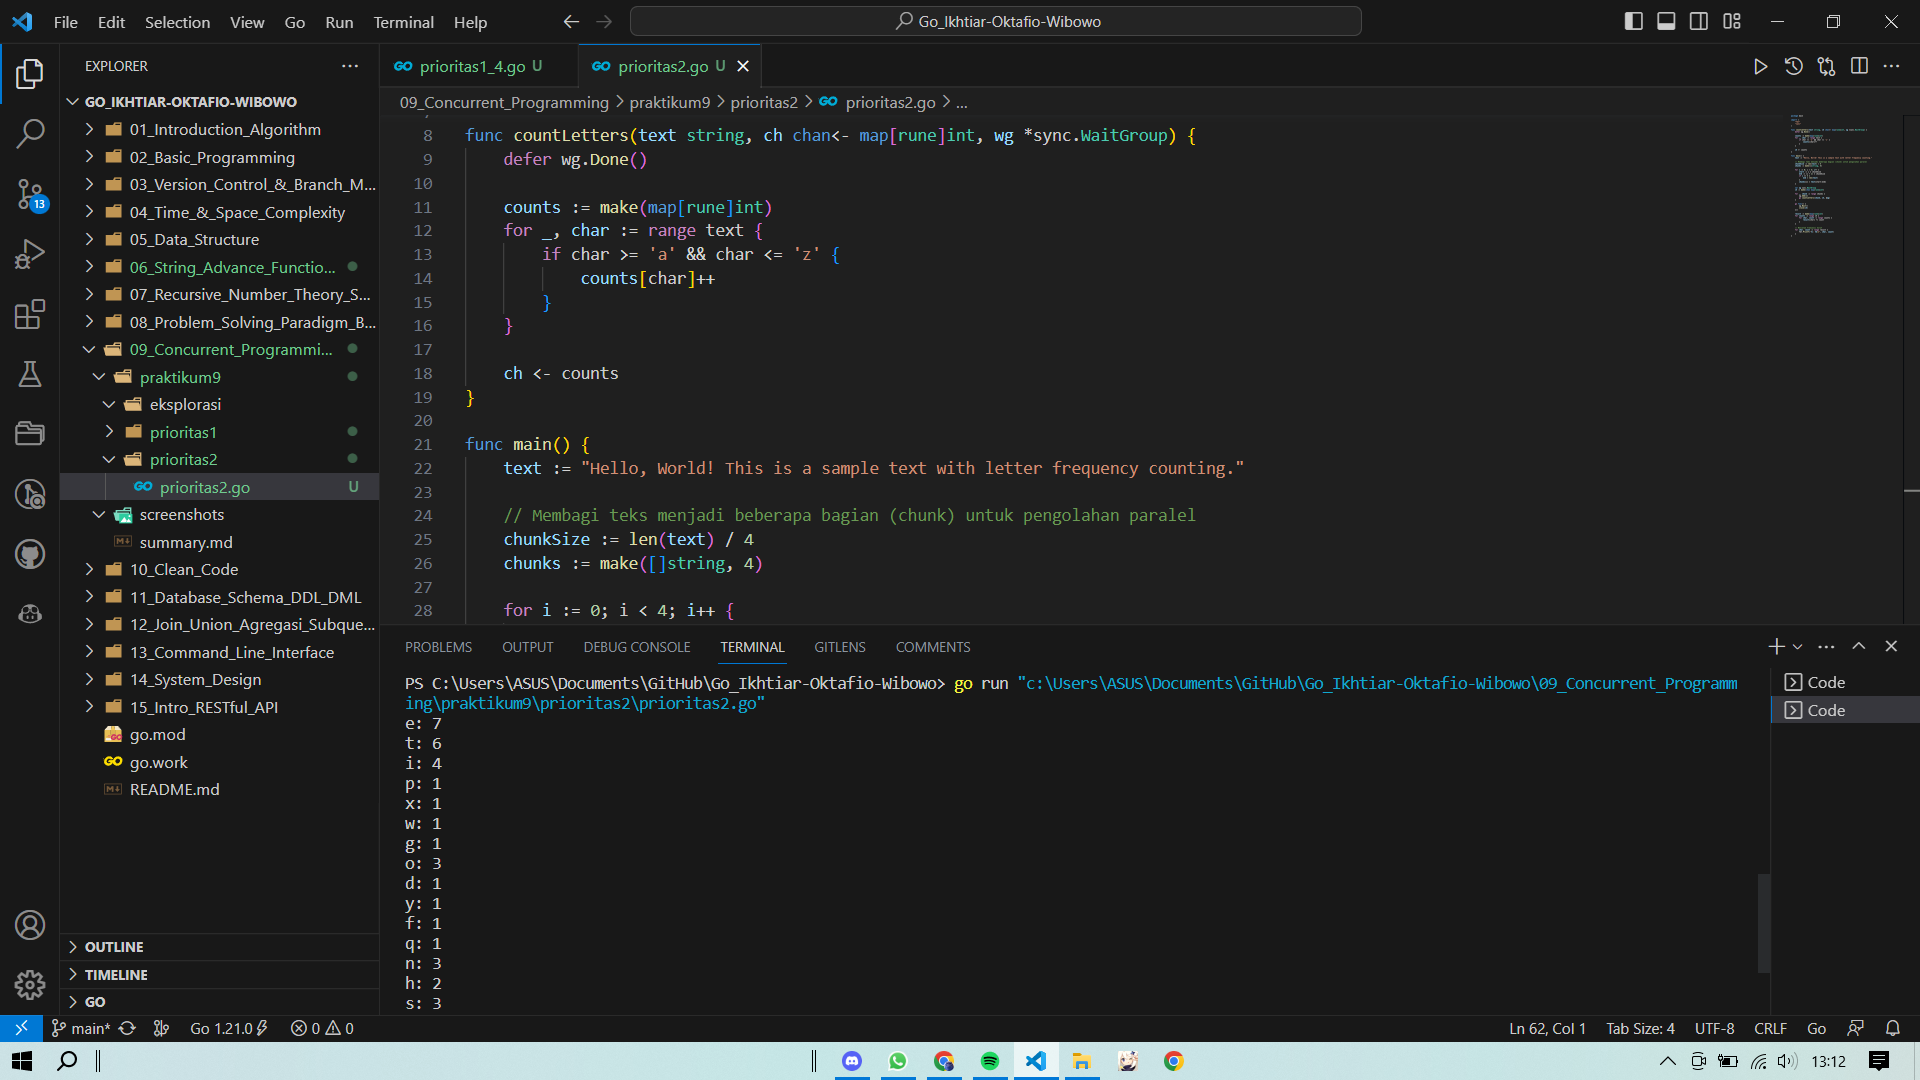 File Edit Selection View Go Run Terminal Help
Go_Ikhtiar-Oktafio-Wibowo
EXPLORER
GO_IKHTIAR-OKTAFIO-WIBOWO
01_Introduction_Algorithm
02_Basic_Programming
03_Version_Control_&_Branch_M...
04_Time_&_Space_Complexity
05_Data_Structure
06_String_Advance_Functio...
07_Recursive_Number_Theory_S...
08_Problem_Solving_Paradigm_B...
09_Concurrent_Programmi...
praktikum9
eksplorasi
prioritas1
prioritas2
prioritas2.go U
screenshots
summary.md
10_Clean_Code
11_Database_Schema_DDL_DML
12_Join_Union_Agregasi_Subque...
13_Command_Line_Interface
14_System_Design
15_Intro_RESTful_API
go.mod
go.work
README.md
OUTLINE
TIMELINE
GO
13
prioritas1_4.go U
prioritas2.go U
09_Concurrent_Programming > praktikum9 > prioritas2 > prioritas2.go > ...
8 func countLetters(text string, ch chan<- map[rune]int, wg *sync.WaitGroup) {
9 defer wg.Done()
10
11 counts := make(map[rune]int)
12 for _, char := range text {
13 if char >= 'a' && char <= 'z' {
14 counts[char]++
15 }
16 }
17
18 ch <- counts
19 }
20
21 func main() {
22 text := "Hello, World! This is a sample text with letter frequency counting."
23
24 // Membagi teks menjadi beberapa bagian (chunk) untuk pengolahan paralel
25 chunkSize := len(text) / 4
26 chunks := make([]string, 4)
27
28 for i := 0; i < 4; i++ {
PROBLEMS OUTPUT DEBUG CONSOLE TERMINAL GITLENS COMMENTS
PS C:\Users\ASUS\Documents\GitHub\Go_Ikhtiar-Oktafio-Wibowo> go run "c:\Users\ASUS\Documents\GitHub\Go_Ikhtiar-Oktafio-Wibowo\09_Concurrent_Programm
ing\praktikum9\prioritas2\prioritas2.go"
e: 7
t: 6
i: 4
p: 1
x: 1
w: 1
g: 1
o: 3
d: 1
y: 1
f: 1
q: 1
n: 3
h: 2
s: 3
Code
Code
main* Go 1.21.0 0 0
Ln 62, Col 1 Tab Size: 4 UTF-8 CRLF Go
13:12